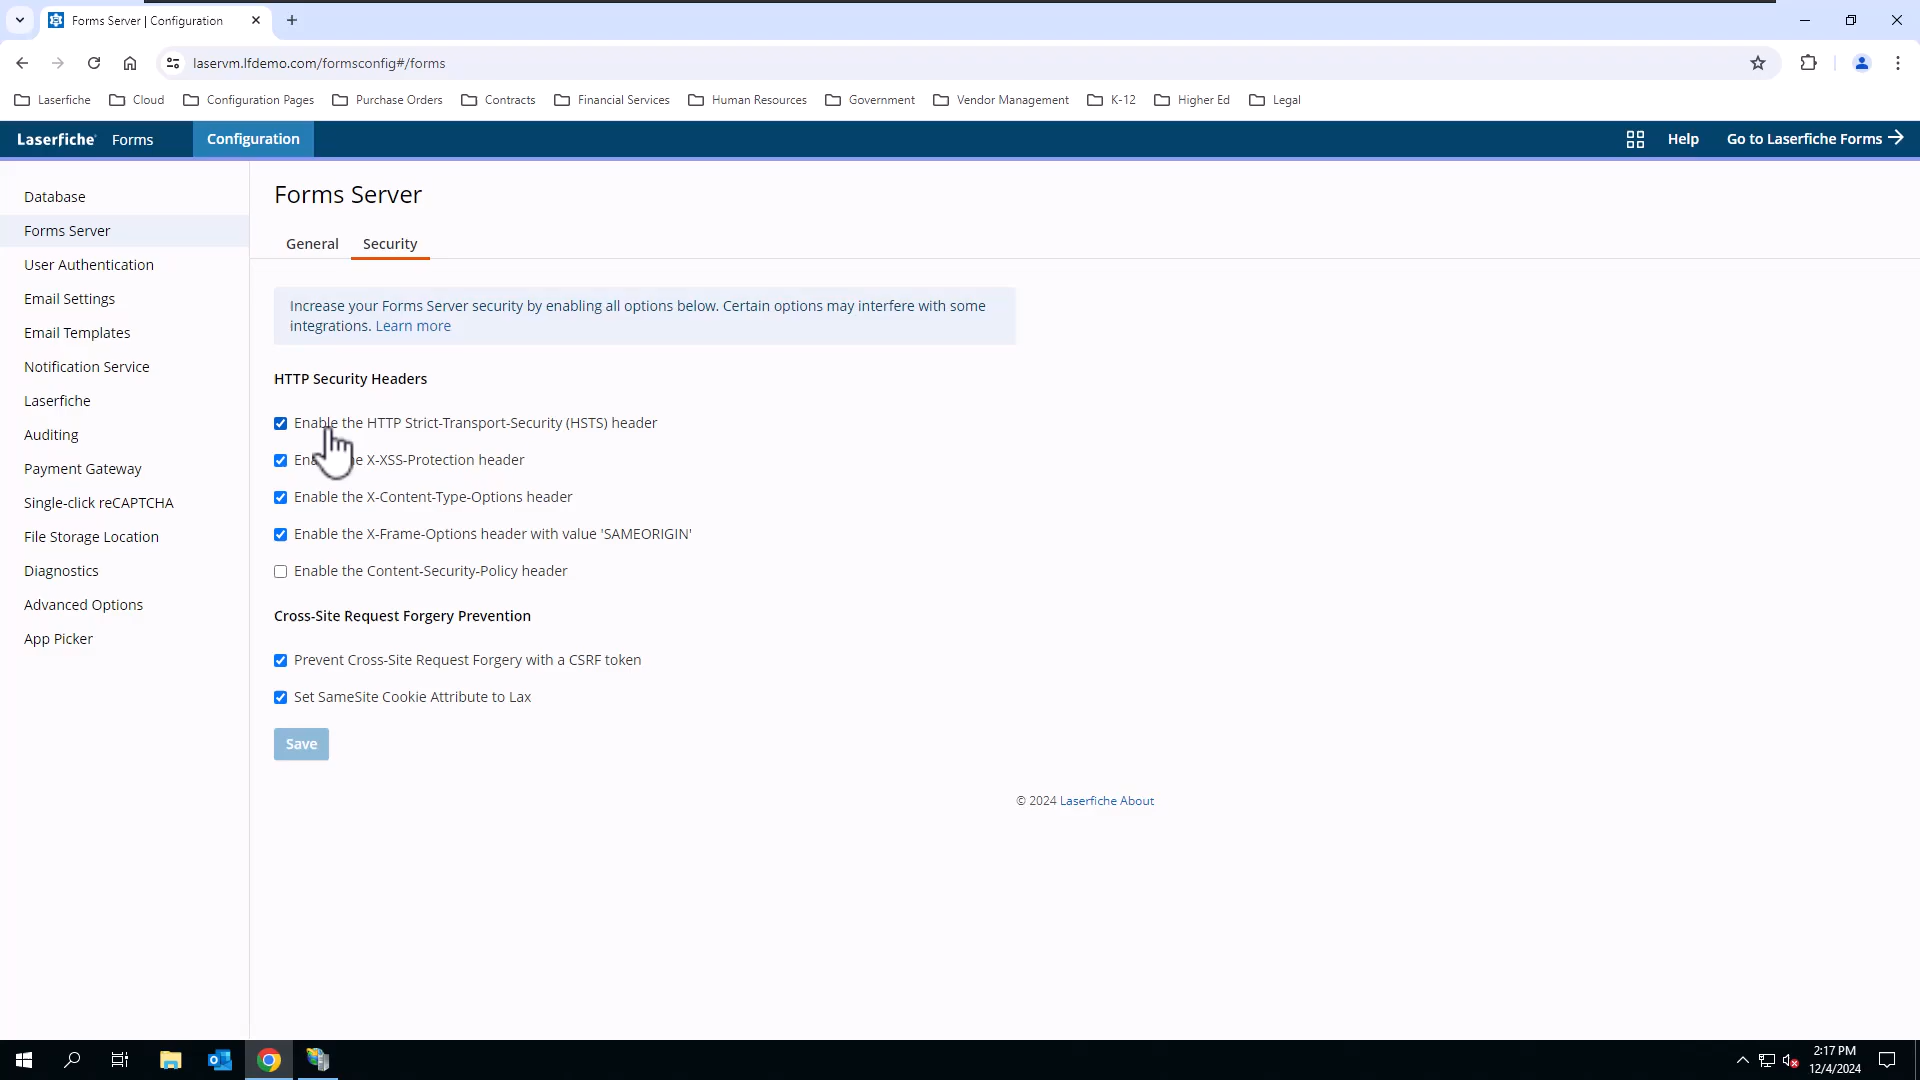 Forms Server | Configuration
laservm.lfdemo.com/formsconfig#/forms
Laserfiche Cloud Configuration Pages Purchase Orders Contracts Financial Services Human Resources Government Vendor Management K-12 Higher Ed Legal
Laserfiche Forms Configuration Help Go to Laserfiche Forms
Database
Forms Server
User Authentication
Email Settings
Email Templates
Notification Service
Laserfiche
Auditing
Payment Gateway
Single-click reCAPTCHA
File Storage Location
Diagnostics
Advanced Options
App Picker
Forms Server
General Security
Increase your Forms Server security by enabling all options below. Certain options may interfere with some
integrations. Learn more
HTTP Security Headers
Enable the HTTP Strict-Transport-Security (HSTS) header
X-XSS-Protection header
Enable the X-Content-Type-Options header
Enable the X-Frame-Options header with value 'SAMEORIGIN'
Enable the Content-Security-Policy header
Cross-Site Request Forgery Prevention
Prevent Cross-Site Request Forgery with a CSRF token
Set SameSite Cookie Attribute to Lax
Save
© 2024 Laserfiche About
2:17 PM
12/4/2024